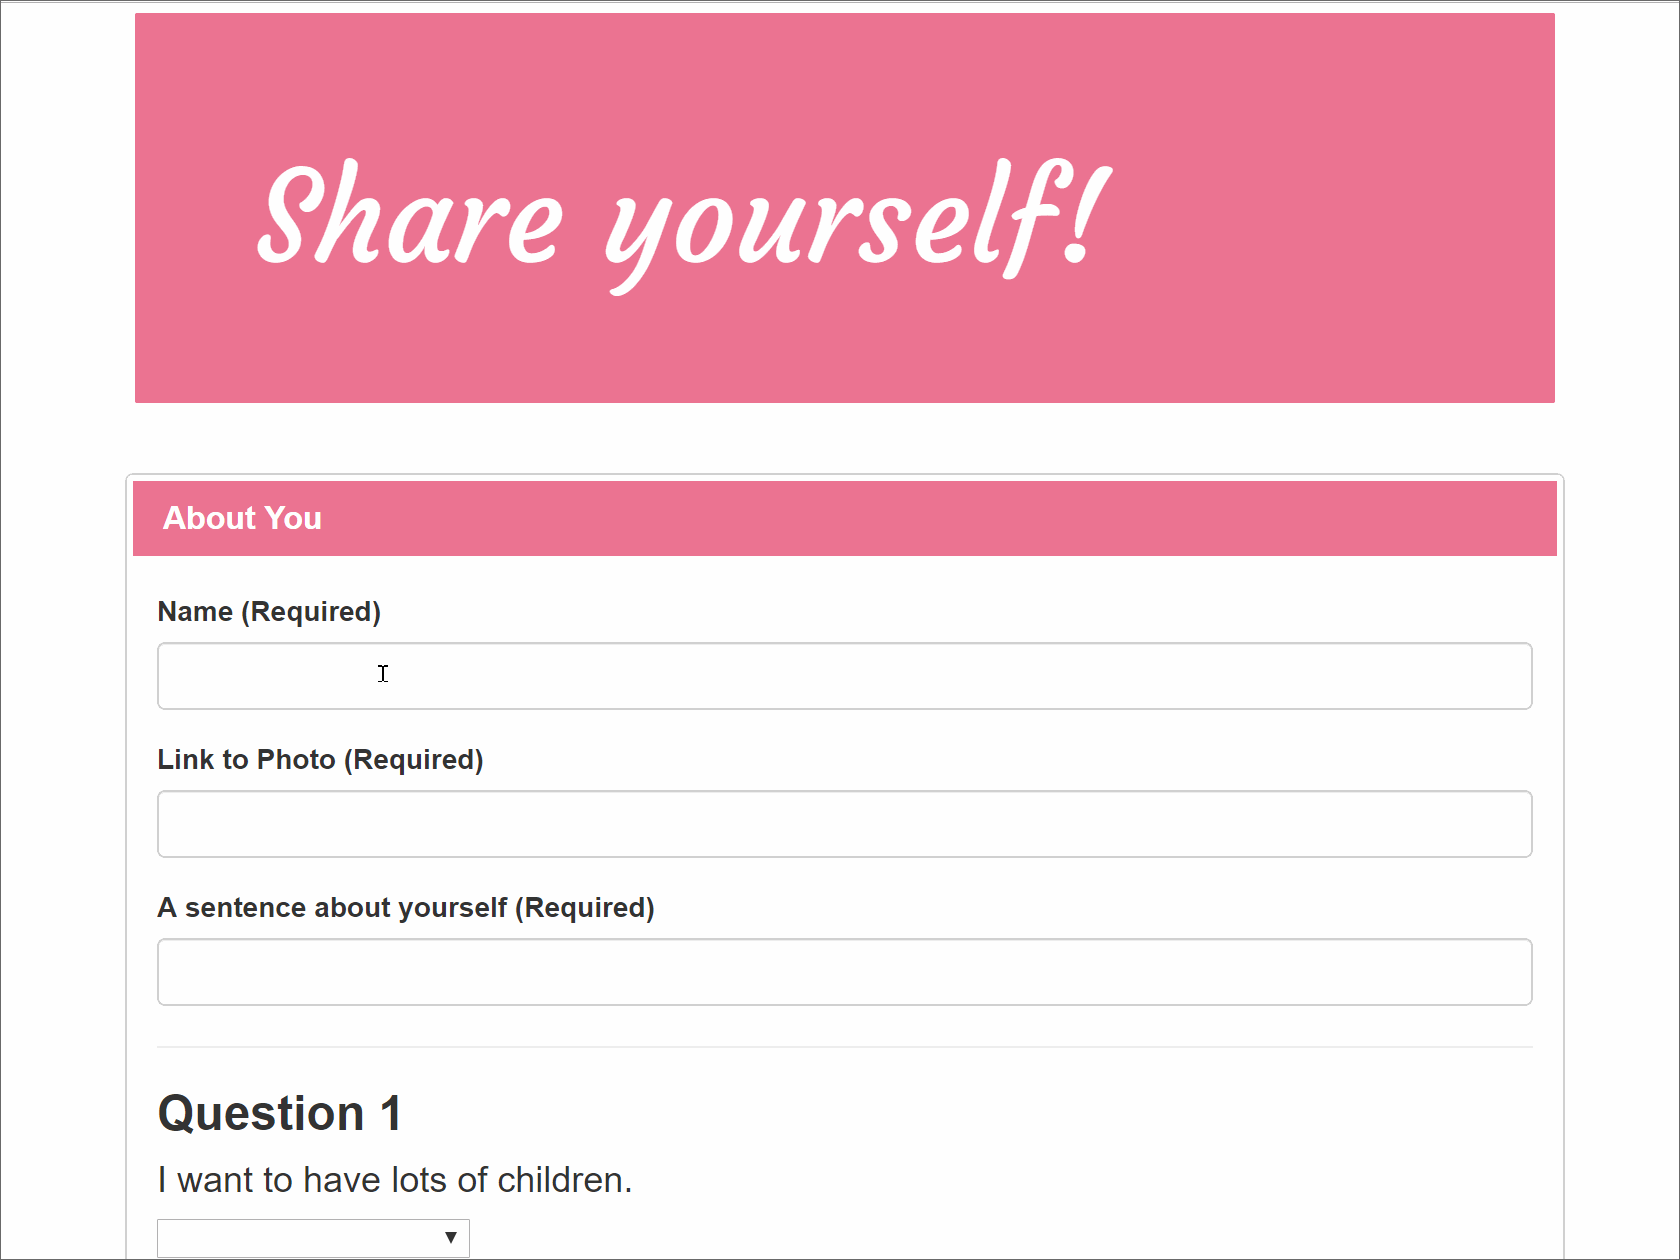 Share yourself!
About You
Name (Required)
Link to Photo (Required)
A sentence about yourself (Required)
Question 1
I want to have lots of children.